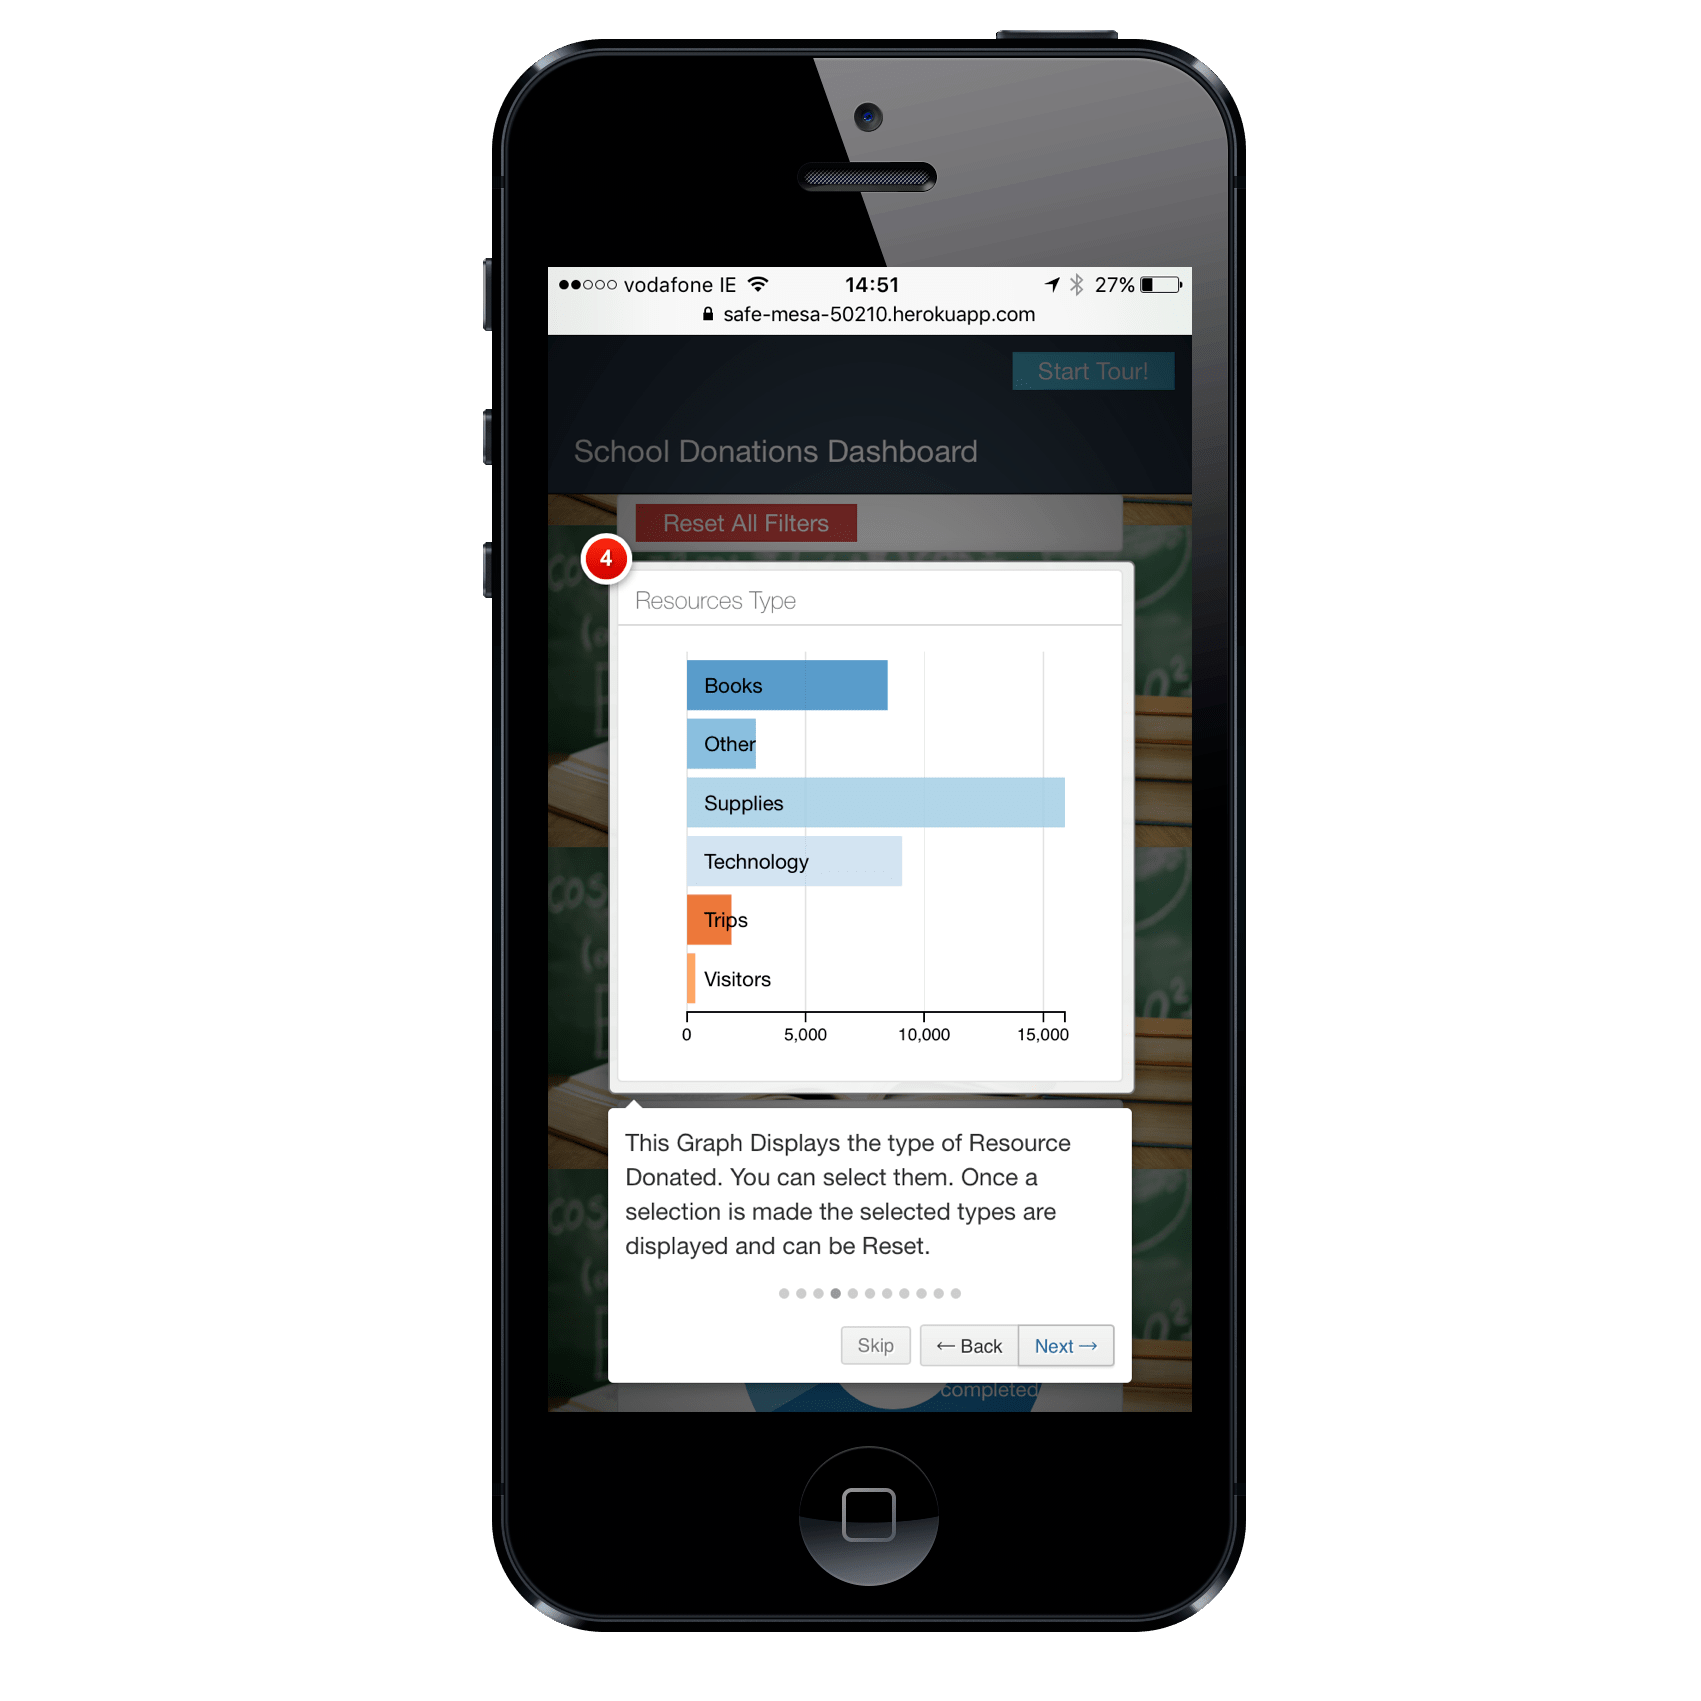 vodafone IE 14:51 27%
safe-mesa-50210.herokuapp.com
Start Tour!
School Donations Dashboard
Reset All Filters
4
Resources Type
Books
Other
Supplies
Technology
Trips
Visitors
0 5,000 10,000 15,000
This Graph Displays the type of Resource
Donated. You can select them. Once a
selection is made the selected types are
displayed and can be Reset.
Skip ← Back Next →
completed